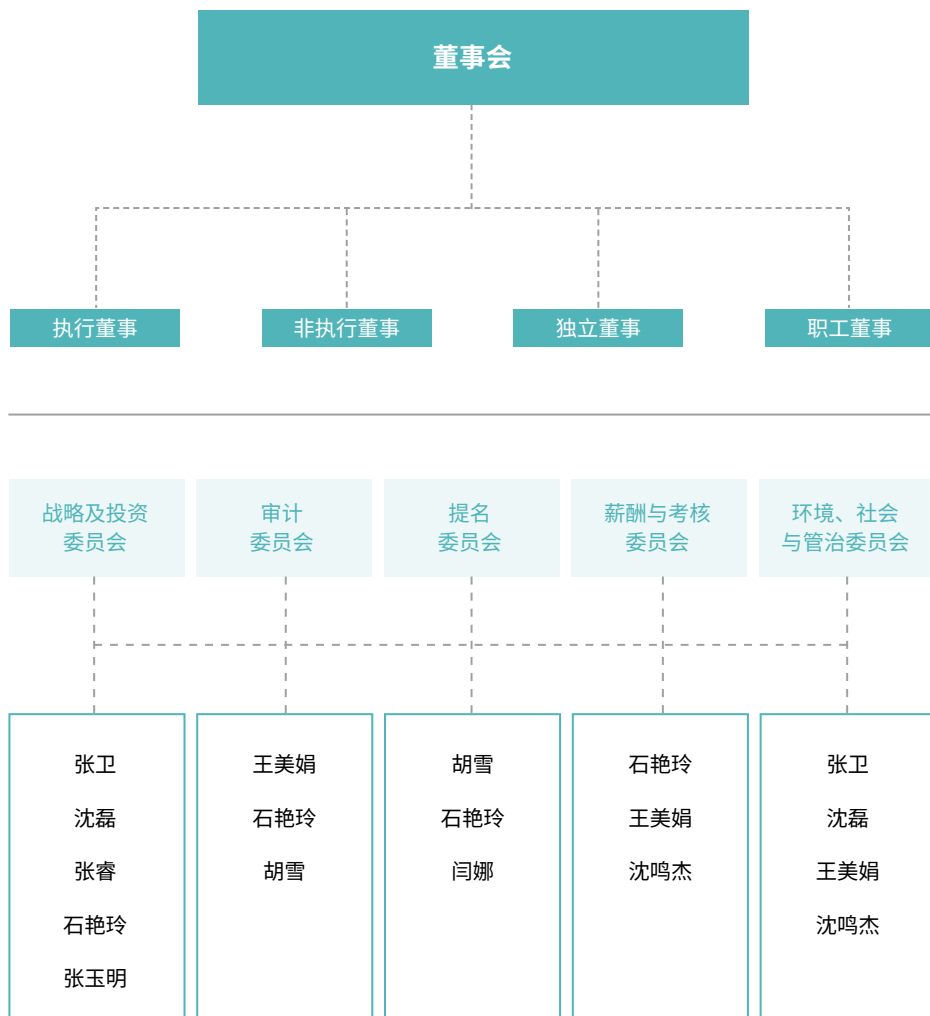 董事会
执行董事
非执行董事
独立董事
职工董事
战略及投资
委员会
审计
委员会
提名
委员会
薪酬与考核
委员会
环境、社会
与管治委员会
张卫
沈磊
张睿
石艳玲
张玉明
王美娟
石艳玲
胡雪
胡雪
石艳玲
闫娜
石艳玲
王美娟
沈鸣杰
张卫
沈磊
王美娟
沈鸣杰